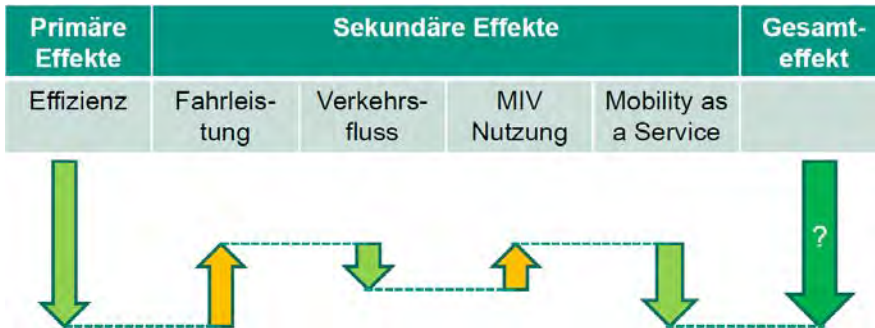 Primäre
Effekte
Sekundäre Effekte
Gesamt-
effekt
Effizienz
Fahrleis-
tung
Verkehrs-
fluss
MIV
Nutzung
Mobility as
a Service
?